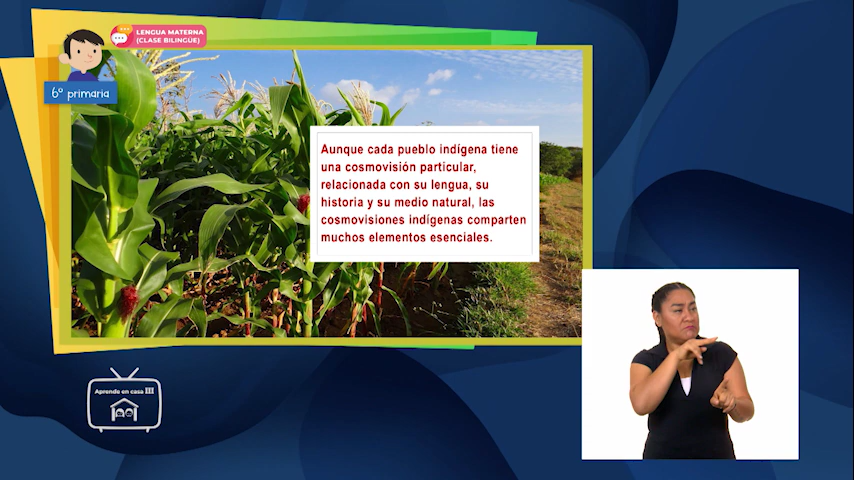 LENGUA MATERNA
(CLASE BILINGÜE)
6º primaria
Aunque cada pueblo indígena tiene
una cosmovisión particular,
relacionada con su lengua, su
historia y su medio natural, las
cosmovisiones indígenas comparten
muchos elementos esenciales.
Aprende en casa III